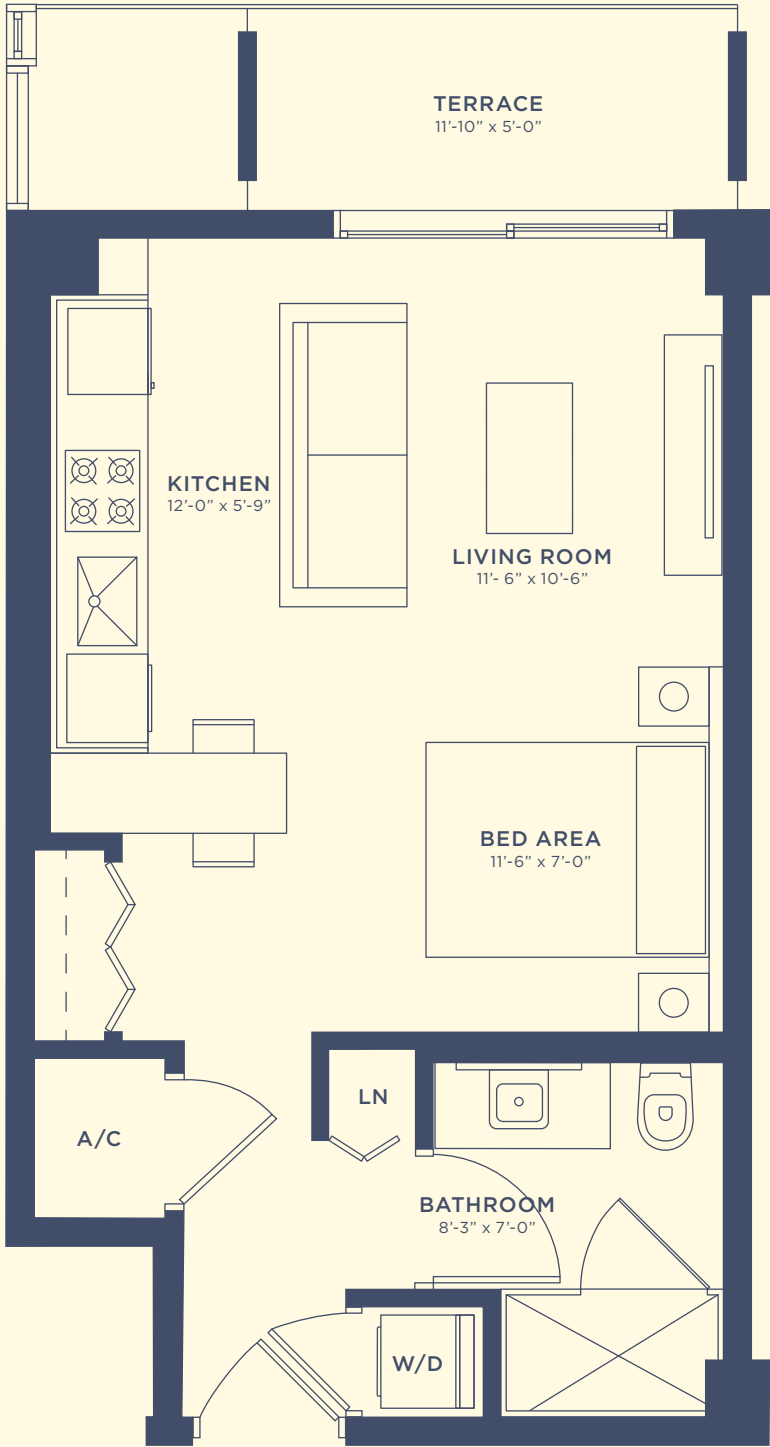 TERRACE
11’-10” x 5’-0”
KITCHEN
12’-0” x 5’-9”
LIVING ROOM
11’- 6” x 10’-6”
BED AREA
11’-6” x 7’-0”
LN
A/C
BATHROOM
8’-3” x 7’-0”
W/D